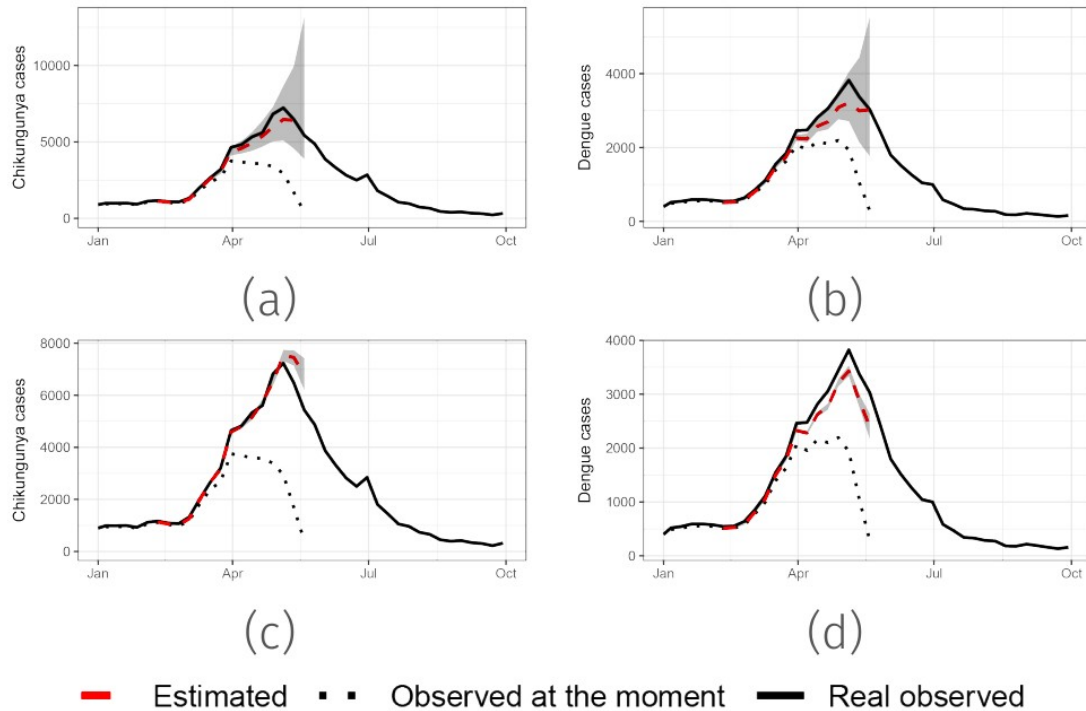 Chikungunya cases
10000
5000
0
Jan Apr Jul Oct
(a)
Dengue cases
4000
2000
0
Jan Apr Jul Oct
(b)
Chikungunya cases
8000
6000
4000
2000
0
Jan Apr Jul Oct
(c)
Dengue cases
4000
3000
2000
1000
0
Jan Apr Jul Oct
(d)
Estimated Observed at the moment Real observed